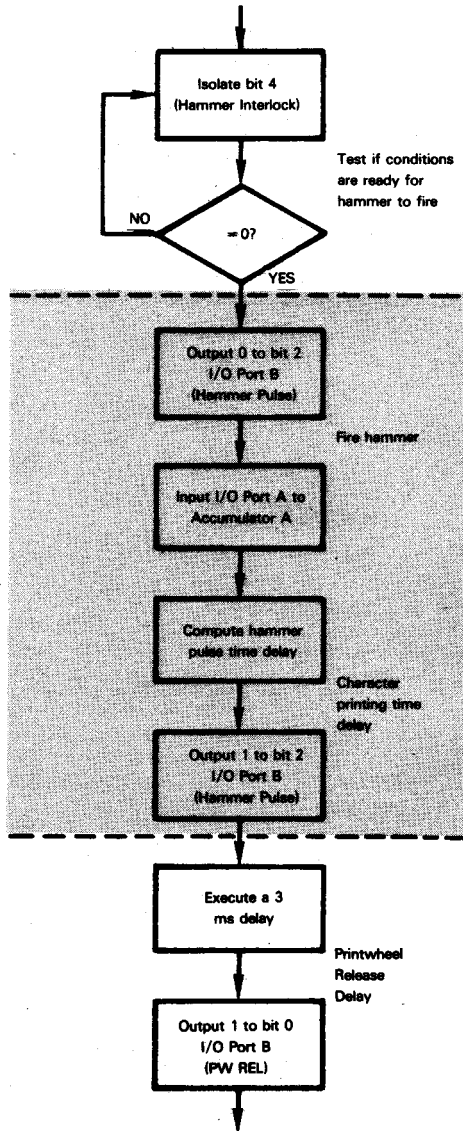 Isolate bit 4
(Hammer Interlock)
Test if conditions
are ready for
hammer to fire
NO
= 0?
YES
Output 0 to bit 2
I/O Port B
(Hammer Pulse)
Fire hammer
Input I/O Port A to
Accumulator A
Compute hammer
pulse time delay
Character
printing time
delay
Output 1 to bit 2
I/O Port B
(Hammer Pulse)
Execute a 3
ms delay
Printwheel
Release
Delay
Output 1 to bit 0
I/O Port B
(PW REL)